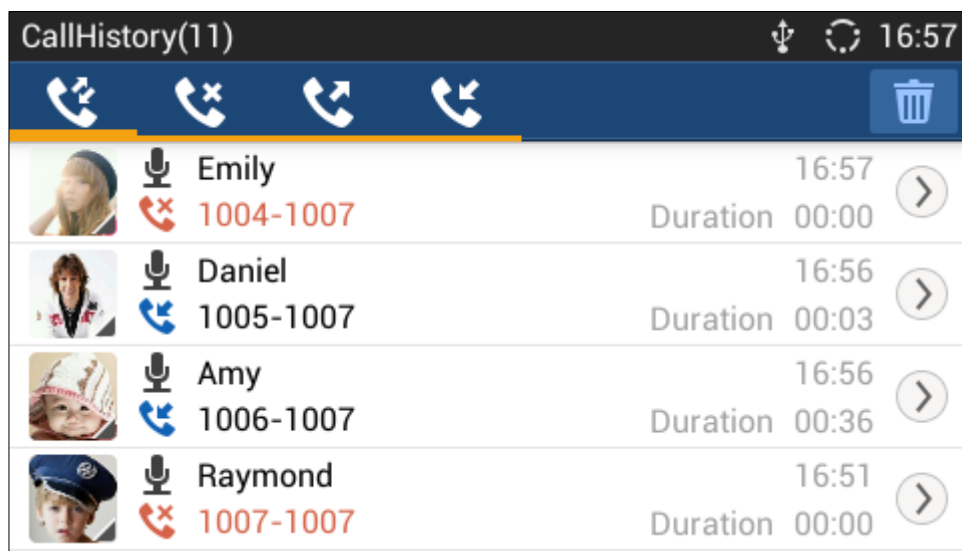 CallHistory(11) 16:57
Emily 16:57
1004-1007 Duration 00:00
Daniel 16:56
1005-1007 Duration 00:03
Amy 16:56
1006-1007 Duration 00:36
Raymond 16:51
1007-1007 Duration 00:00